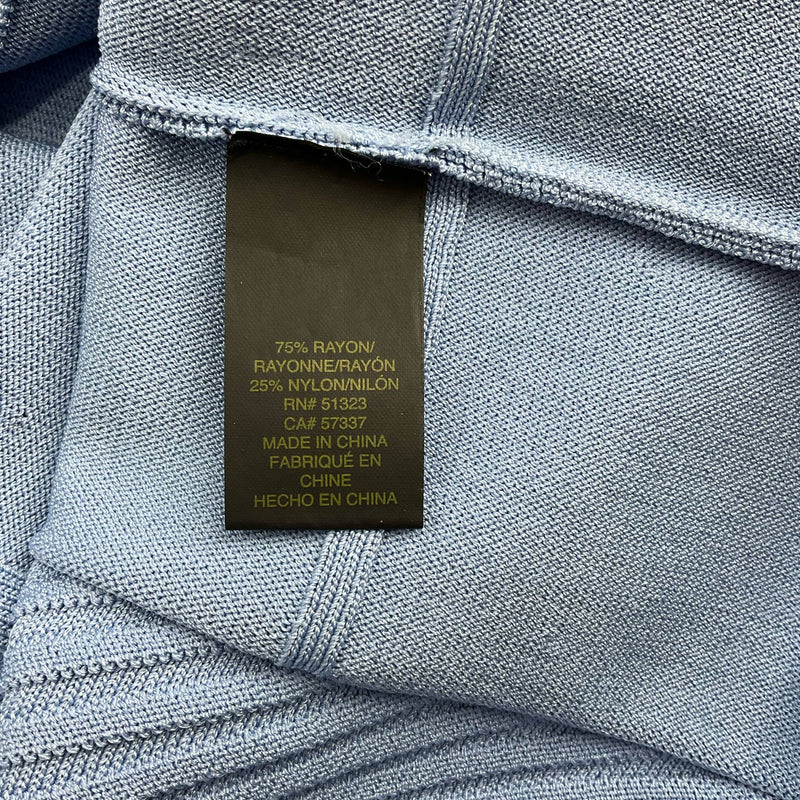 75% RAYON/
RAYONNE/RAYÓN
25% NYLON/NILÓN
RN# 51323
CA# 57337
MADE IN CHINA
FABRIQUÉ EN
CHINE
HECHO EN CHINA